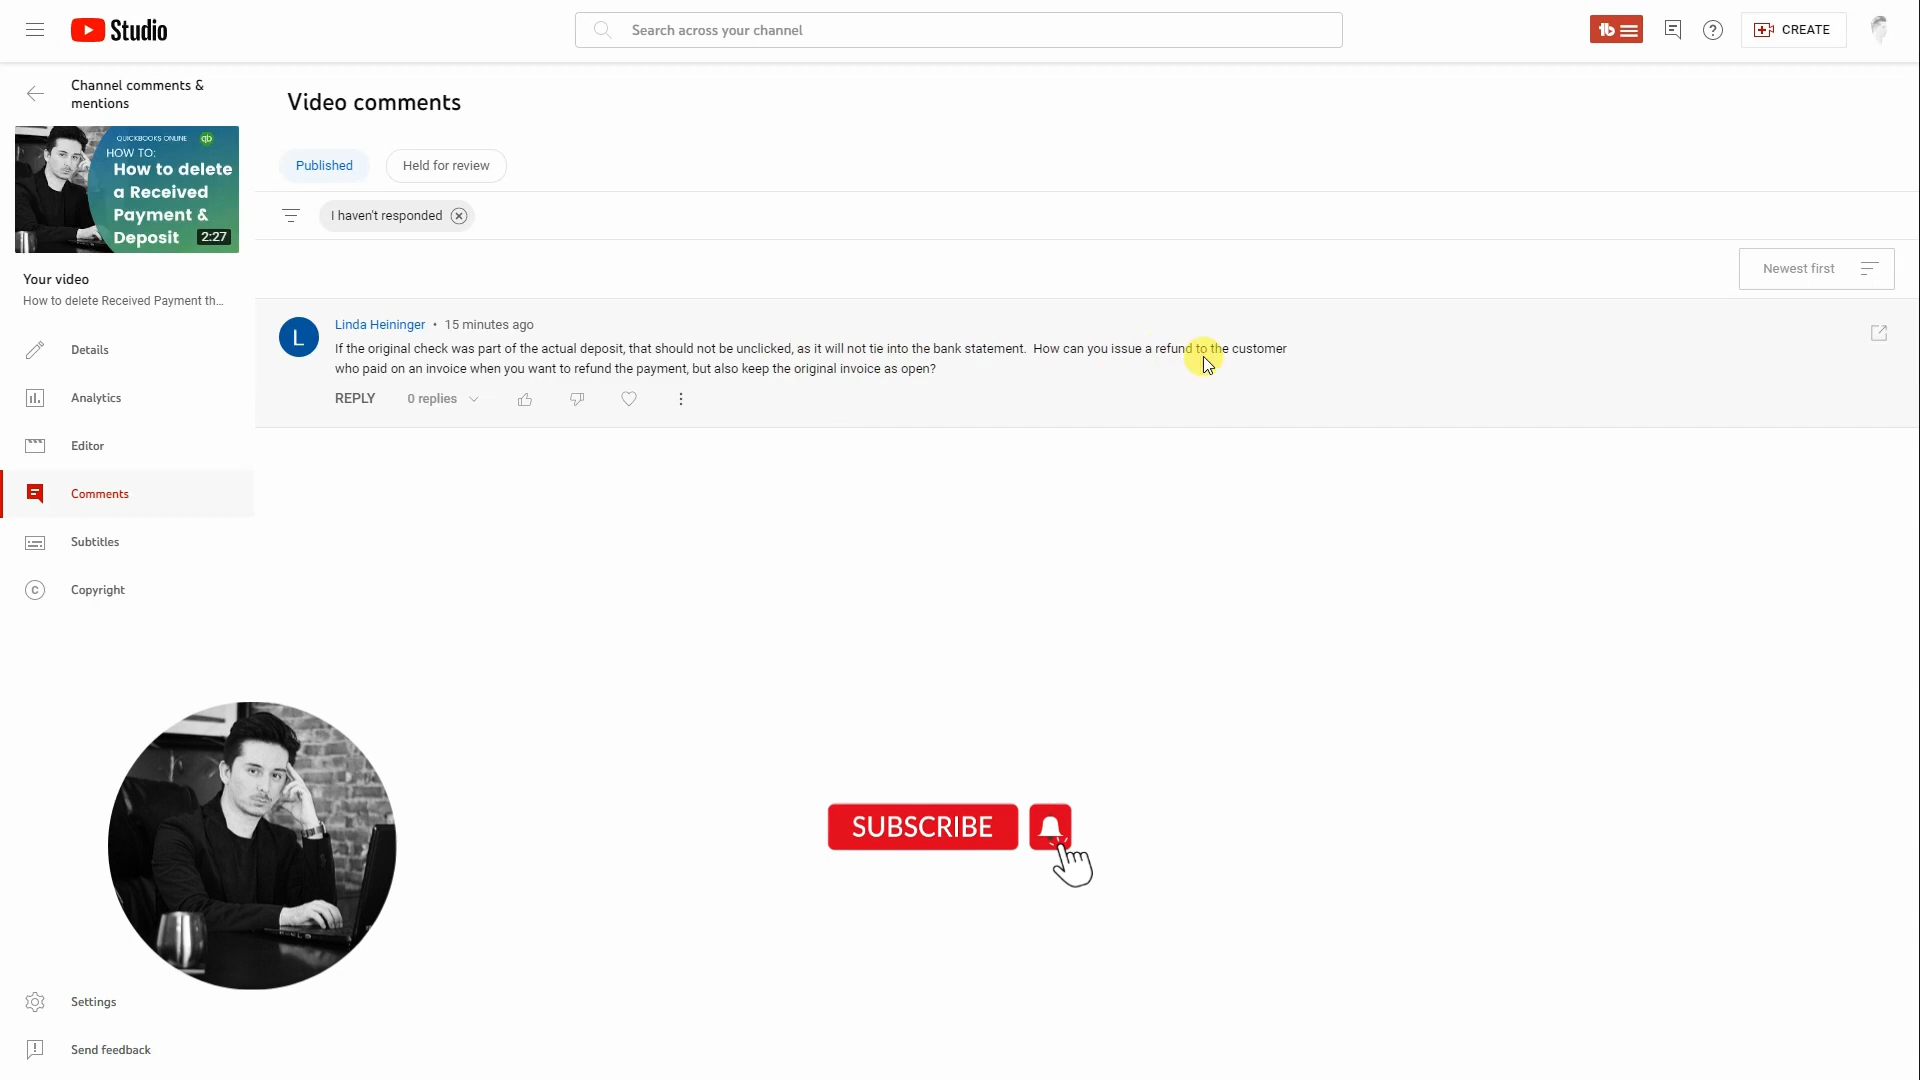 Studio
Search across your channel
CREATE
Channel comments &
mentions
QUICKBOOKS ONLINE qb
HOW TO:
How to delete
a Received
Payment &
Deposit
2:27
Your video
How to delete Received Payment th...
Details
Analytics
Editor
Comments
Subtitles
Copyright
Settings
Send feedback
Video comments
Published
Held for review
I haven't responded
Newest first
L
Linda Heininger • 15 minutes ago
If the original check was part of the actual deposit, that should not be unclicked, as it will not tie into the bank statement.  How can you issue a refund to the customer
who paid on an invoice when you want to refund the payment, but also keep the original invoice as open?
REPLY
0 replies
SUBSCRIBE